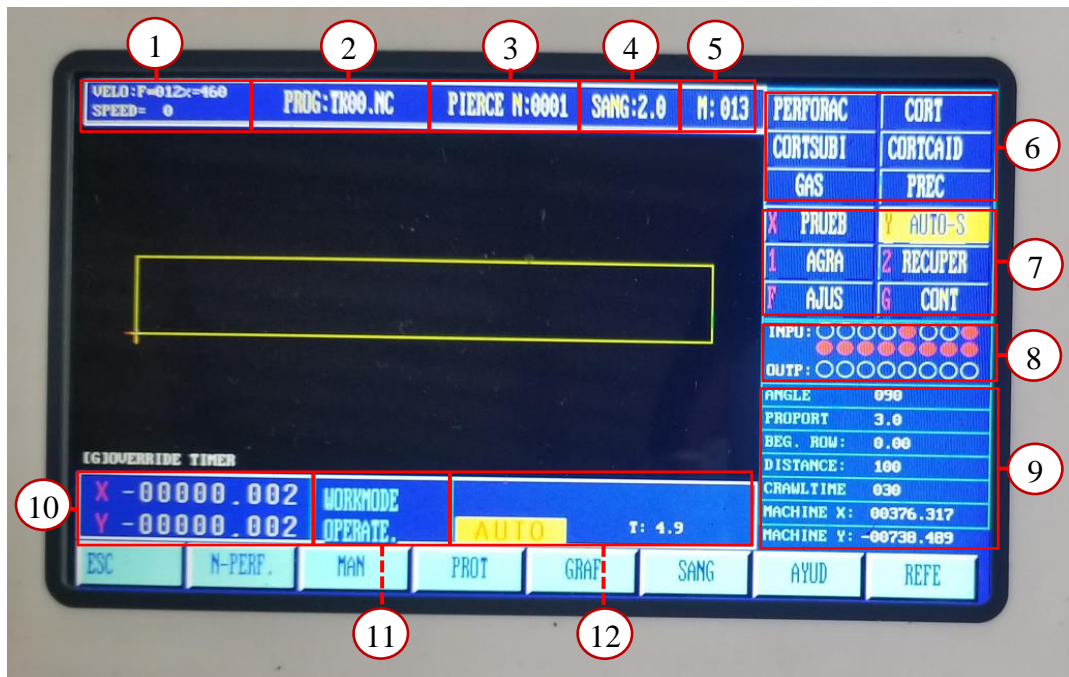 1 2 3 4 5
VELO:F=012x=460
SPEED= 0
PROG:TK00.NC PIERCE N:0001 SANG:2.0 M:013
PERFORAC CORT
CORTSUBI CORTCAID
GAS PREC
6
X PRUEB Y AUTO-S
1 AGRA 2 RECUPER
F AJUS G CONT
7
INPU:
OUTP:
8
ANGLE 090
PROPORT 3.0
BEG. ROW: 0.00
DISTANCE: 100
CRAWLTIME 030
MACHINE X: 00376.317
MACHINE Y: -00738.489
9
[G]OVERRIDE TIMER
10
X -00000.002
Y -00000.002
WORKMODE
OPERATE.
AUTO T: 4.9
ESC N-PERF. MAN PROT GRAF SANG AYUD REFE
11 12